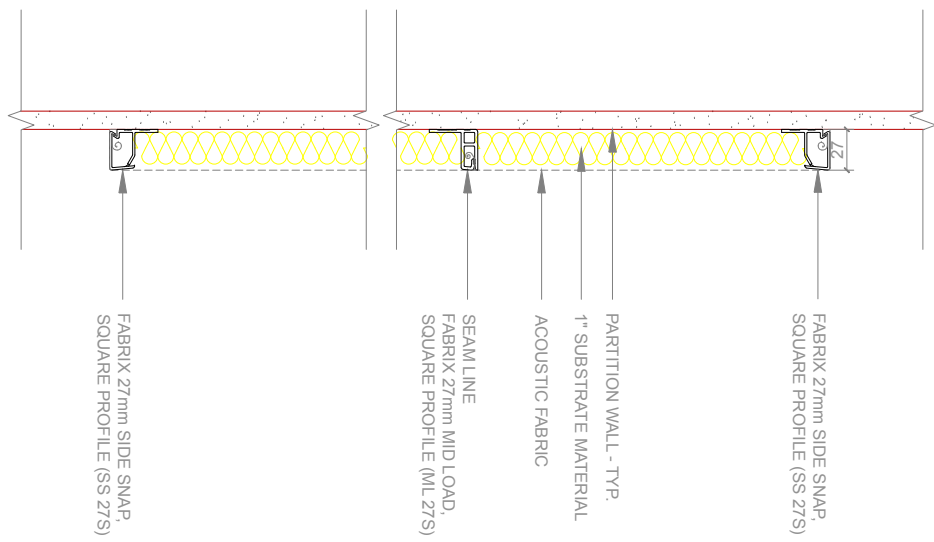 27
FABRIX 27mm SIDE SNAP,
SQUARE PROFILE (SS 27S)
PARTITION WALL - TYP.
1" SUBSTRATE MATERIAL
ACOUSTIC FABRIC
SEAM LINE
FABRIX 27mm MID LOAD,
SQUARE PROFILE (ML 27S)
FABRIX 27mm SIDE SNAP,
SQUARE PROFILE (SS 27S)